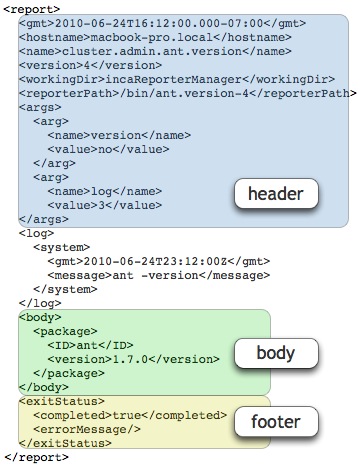 <report>
<gmt>2010-06-24T16:12:00.000-07:00</gmt>
<hostname>macbook-pro.local</hostname>
<name>cluster.admin.ant.version</name>
<version>4</version>
<workingDir>incaReporterManager</workingDir>
<reporterPath>/bin/ant.version-4</reporterPath>
<args>
<arg>
<name>version</name>
<value>no</value>
</arg>
<arg>
<name>log</name>
<value>3</value>
</arg>
</args>
header
<log>
<system>
<gmt>2010-06-24T23:12:00Z</gmt>
<message>ant -version</message>
</system>
</log>
<body>
<package>
<ID>ant</ID>
<version>1.7.0</version>
</package>
</body>
body
<exitStatus>
<completed>true</completed>
<errorMessage/>
</exitStatus>
footer
</report>